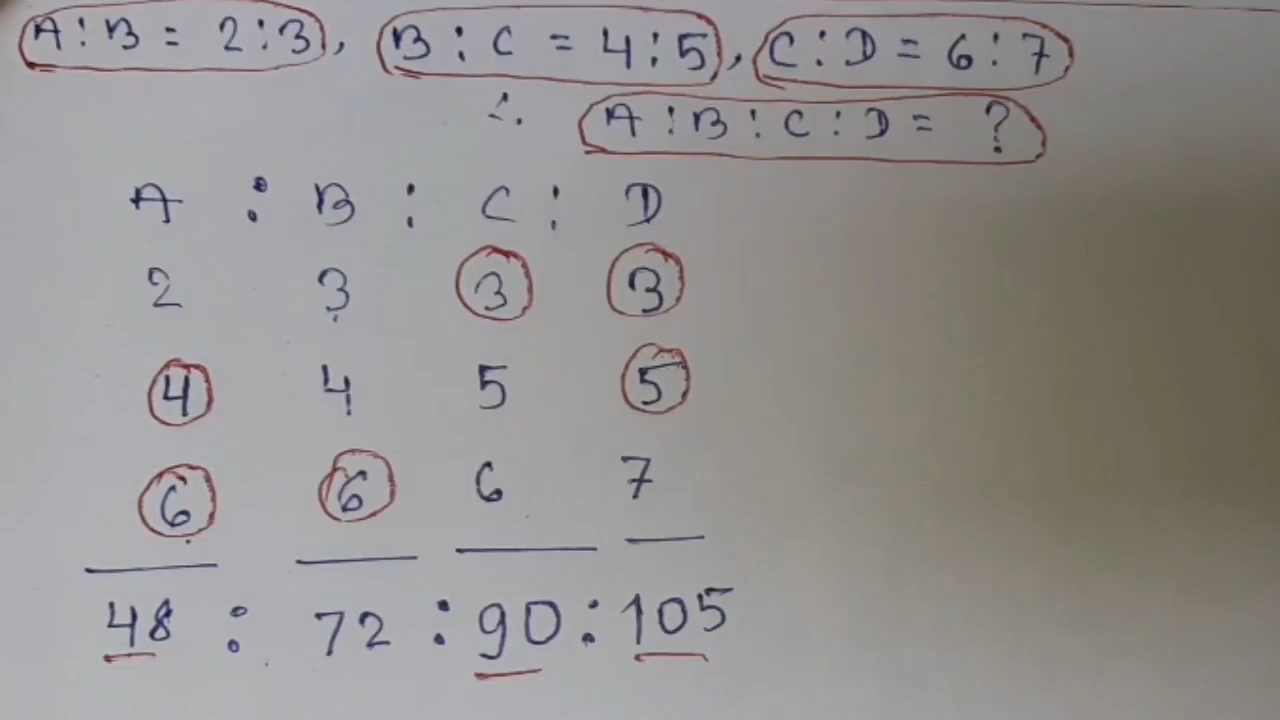 A : B = 2 : 3, B : C = 4 : 5, C : D = 6 : 7
∴ A : B : C : D = ?
A : B : C : D
2 3 3 3
4 4 5 5
6 6 6 7
48 : 72 : 90 : 105